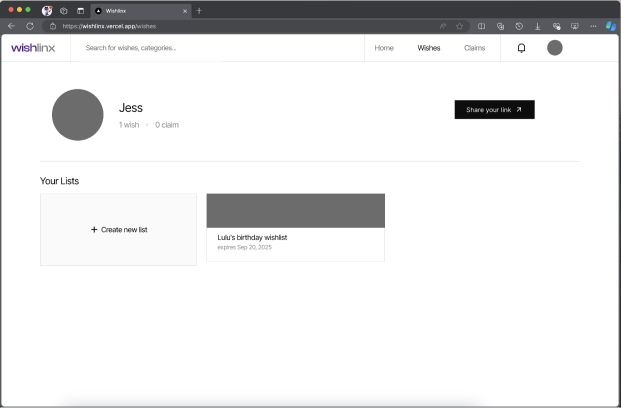 Wishlinx
https://wishlinx.vercel.app/wishes
wishlinx
Search for wishes, categories...
Home
Wishes
Claims
Jess
1 wish - 0 claim
Share your link
Your Lists
+ Create new list
Lulu's birthday wishlist
expires Sep 20, 2025